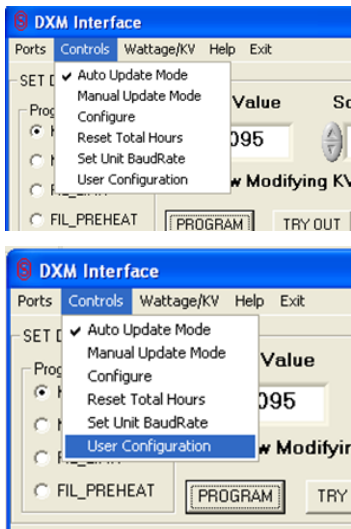 DXM Interface
Ports Controls Wattage/KV Help Exit
SET
Auto Update Mode
Manual Update Mode
Configure
Reset Total Hours
Set Unit BaudRate
User Configuration
Value
095
Modifying KV
FIL_PREHEAT
PROGRAM
TRY OUT
DXM Interface
Ports Controls Wattage/KV Help Exit
SET
Auto Update Mode
Manual Update Mode
Configure
Reset Total Hours
Set Unit BaudRate
User Configuration
Value
095
FIL_PREHEAT
PROGRAM
TRY